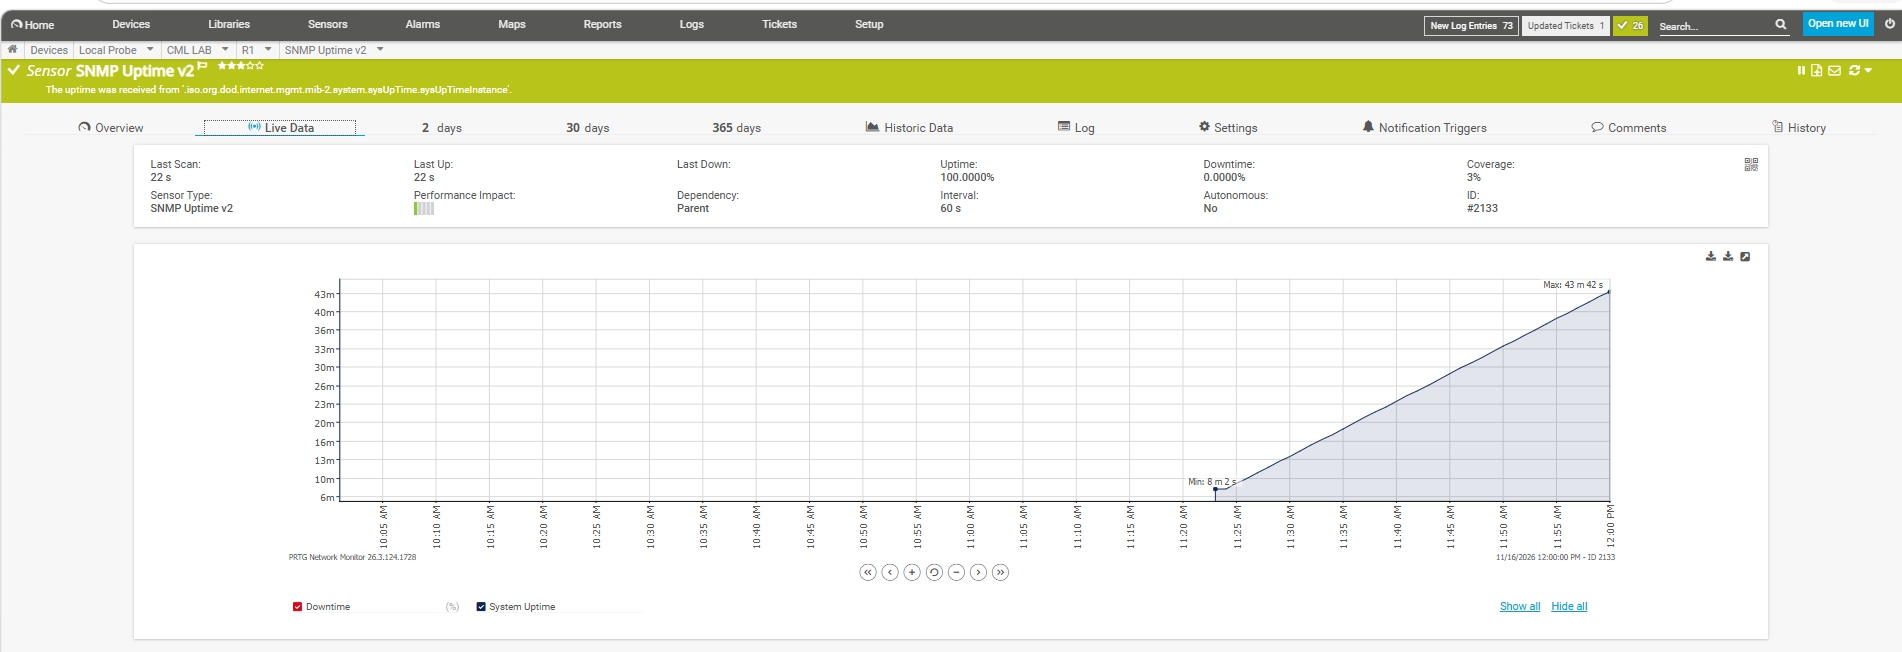 Home Devices Libraries Sensors Alarms Maps Reports Logs Tickets Setup New Log Entries 73 Updated Tickets 1 26 Search... Open new UI
Devices Local Probe CML LAB R1 SNMP Uptime v2
Sensor SNMP Uptime v2
The uptime was received from '.iso.org.dod.internet.mgmt.mib-2.system.sysUpTime.sysUpTimeInstance'.
Overview Live Data 2 days 30 days 365 days Historic Data Log Settings Notification Triggers Comments History
Last Scan: Last Up: Last Down: Uptime: Downtime: Coverage:
22 s 22 s 100.0000% 0.0000% 3%
Sensor Type: Performance Impact: Dependency: Interval: Autonomous: ID:
SNMP Uptime v2 Parent 60 s No #2133
Max: 43 m 42 s
43m
40m
36m
33m
30m
26m
23m
20m
16m
13m
10m
Min: 8 m 2 s
6m
10:05 AM 10:10 AM 10:15 AM 10:20 AM 10:25 AM 10:30 AM 10:35 AM 10:40 AM 10:45 AM 10:50 AM 10:55 AM 11:00 AM 11:05 AM 11:10 AM 11:15 AM 11:20 AM 11:25 AM 11:30 AM 11:35 AM 11:40 AM 11:45 AM 11:50 AM 11:55 AM 12:00 PM
PRTG Network Monitor 26.3.124.1728 11/16/2026 12:00:00 PM - ID 2133
Downtime (%) System Uptime Show all Hide all